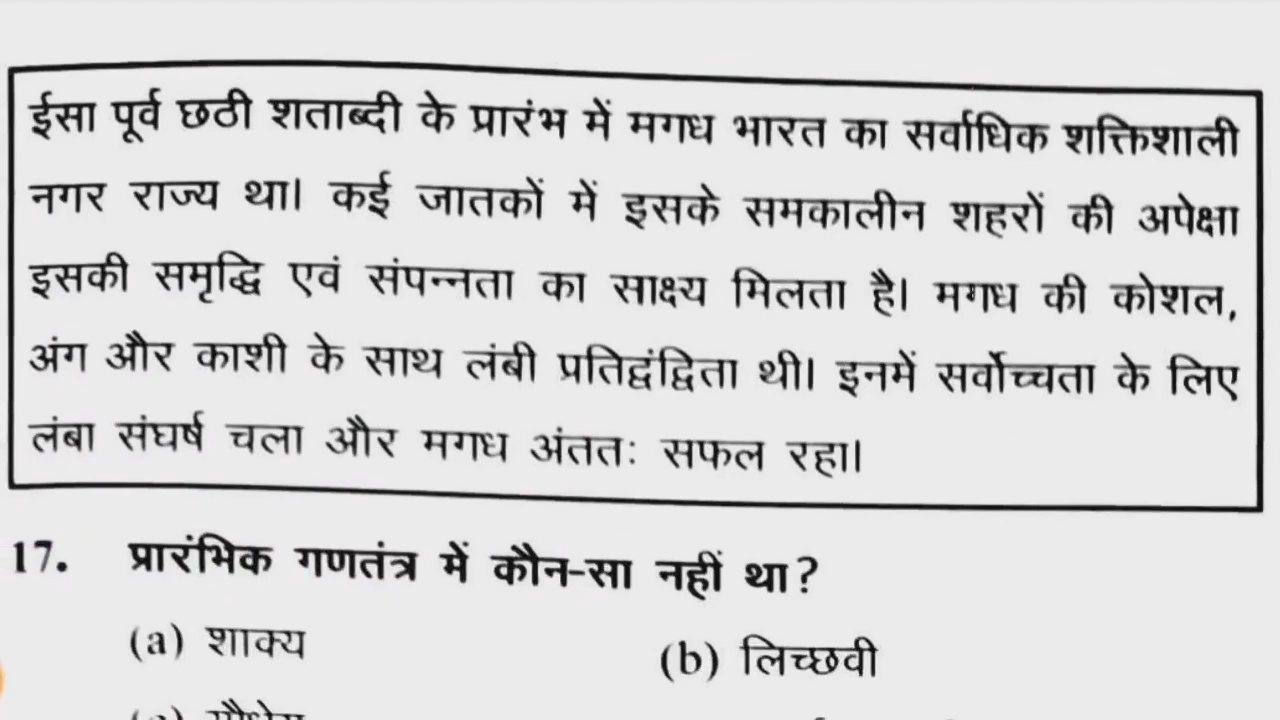 ईसा पूर्व छठी शताब्दी के प्रारंभ में मगध भारत का सर्वाधिक शक्तिशाली
नगर राज्य था। कई जातकों में इसके समकालीन शहरों की अपेक्षा
इसकी समृद्धि एवं संपन्नता का साक्ष्य मिलता है। मगध की कोशल,
अंग और काशी के साथ लंबी प्रतिद्वंद्विता थी। इनमें सर्वोच्चता के लिए
लंबा संघर्ष चला और मगध अंततः सफल रहा।
17. प्रारंभिक गणतंत्र में कौन-सा नहीं था?
(a) शाक्य (b) लिच्छवी